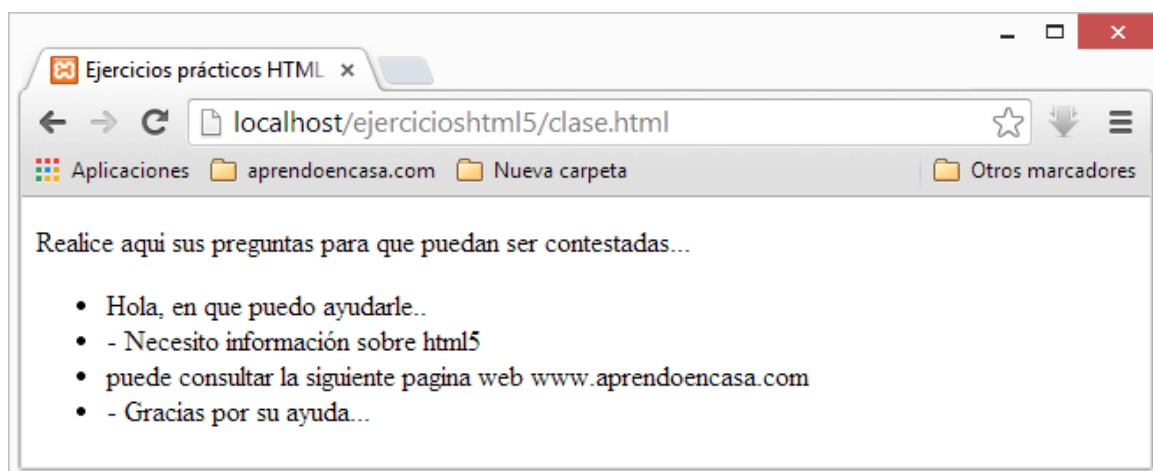 Ejercicios prácticos HTML
localhost/ejercicioshtml5/clase.html
Aplicaciones aprendoencasa.com Nueva carpeta Otros marcadores
Realice aqui sus preguntas para que puedan ser contestadas...
• Hola, en que puedo ayudarle..
• - Necesito información sobre html5
• puede consultar la siguiente pagina web www.aprendoencasa.com
• - Gracias por su ayuda...